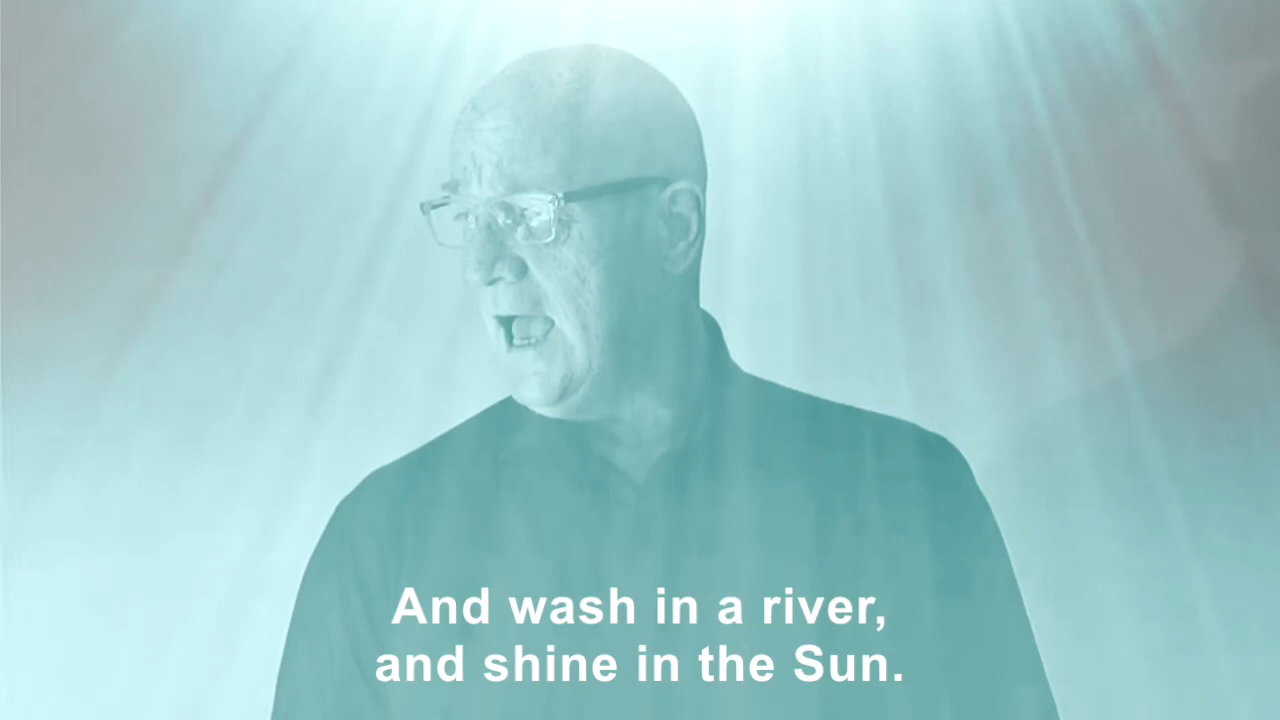 And wash in a river,
and shine in the Sun.